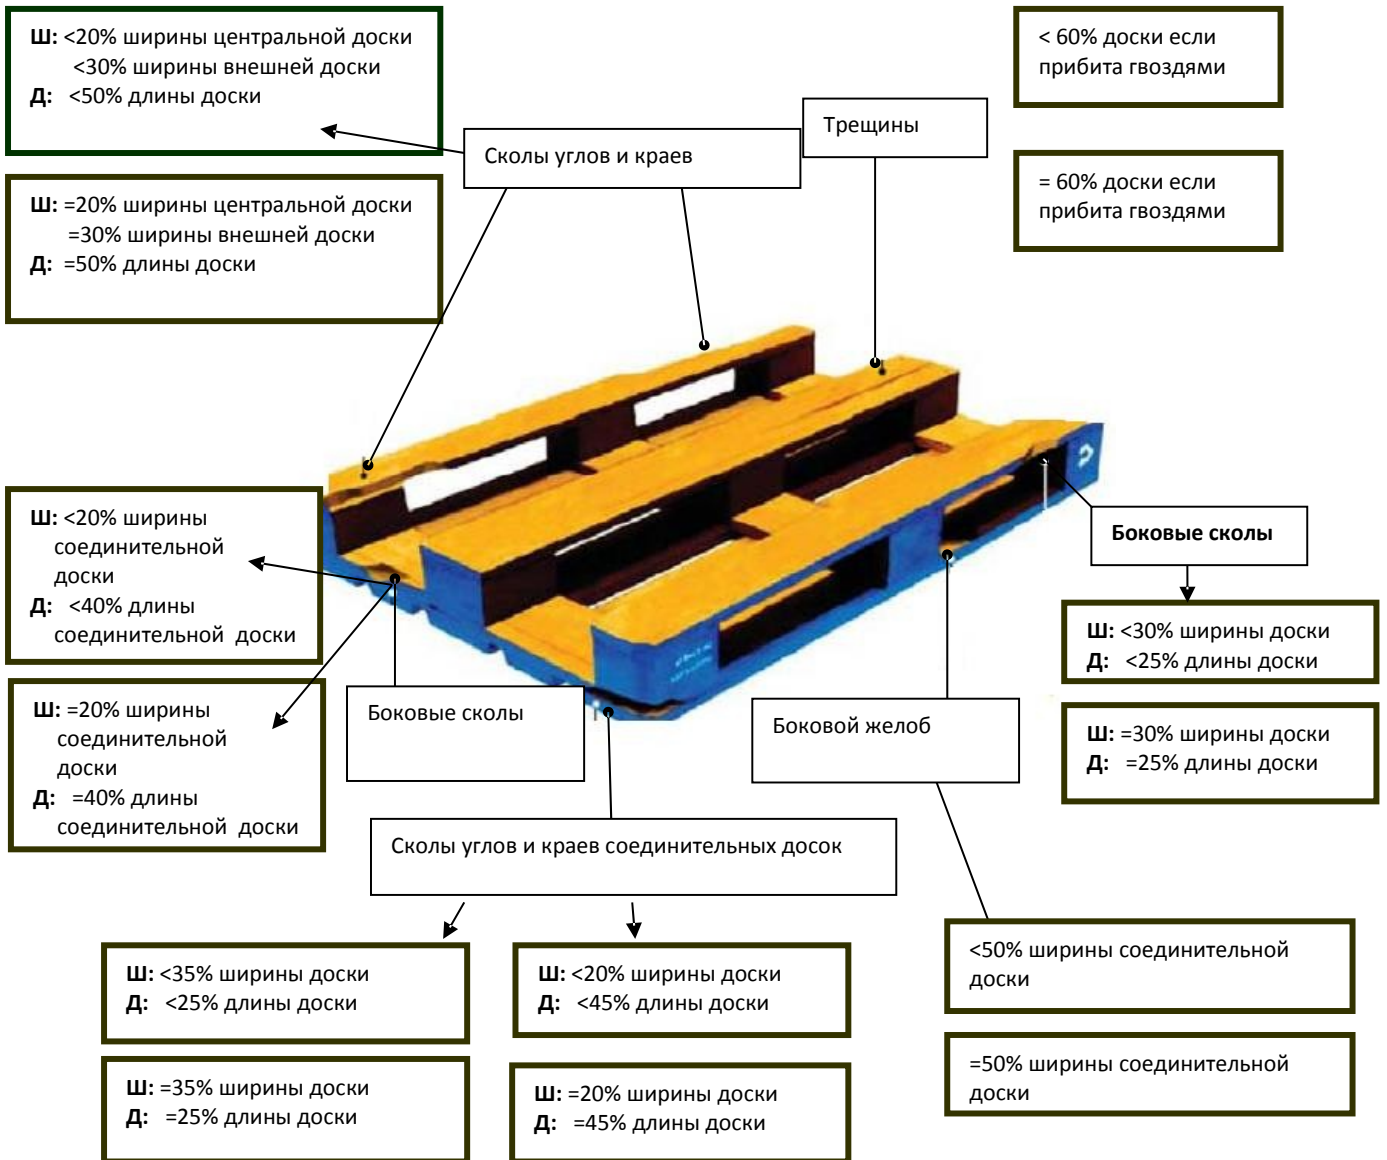 Ш: <20% ширины центральной доски
<30% ширины внешней доски
Д: <50% длины доски
< 60% доски если
прибита гвоздями
Трещины
Сколы углов и краев
= 60% доски если
прибита гвоздями
Ш: =20% ширины центральной доски
=30% ширины внешней доски
Д: =50% длины доски
Ш: <20% ширины
соединительной
доски
Д: <40% длины
соединительной доски
Боковые сколы
Ш: <30% ширины доски
Д: <25% длины доски
Ш: =20% ширины
соединительной
доски
Д: =40% длины
соединительной доски
Боковые сколы
Боковой желоб
Ш: =30% ширины доски
Д: =25% длины доски
Сколы углов и краев соединительных досок
Ш: <35% ширины доски
Д: <25% длины доски
Ш: <20% ширины доски
Д: <45% длины доски
<50% ширины соединительной
доски
Ш: =35% ширины доски
Д: =25% длины доски
Ш: =20% ширины доски
Д: =45% длины доски
=50% ширины соединительной
доски